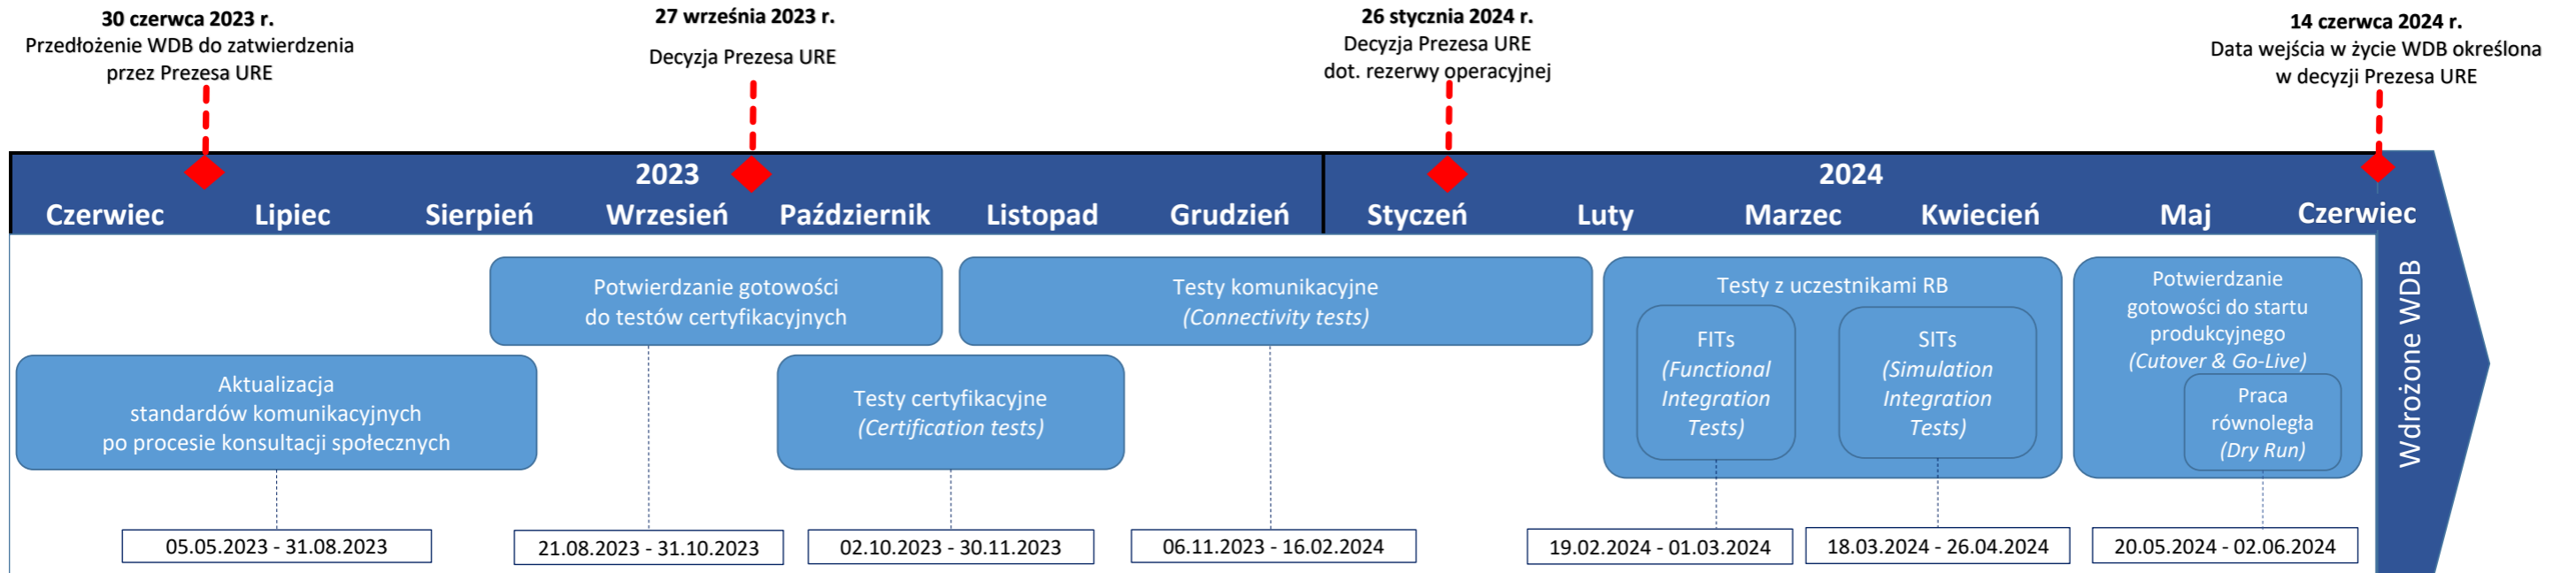 30 czerwca 2023 r.
Przedłożenie WDB do zatwierdzenia
przez Prezesa URE
27 września 2023 r.
Decyzja Prezesa URE
26 stycznia 2024 r.
Decyzja Prezesa URE
dot. rezerwy operacyjnej
14 czerwca 2024 r.
Data wejścia w życie WDB określona
w decyzji Prezesa URE
2023
2024
Czerwiec
Lipiec
Sierpień
Wrzesień
Październik
Listopad
Grudzień
Styczeń
Luty
Marzec
Kwiecień
Maj
Czerwiec
Potwierdzanie gotowości
do testów certyfikacyjnych
Testy komunikacyjne
(Connectivity tests)
Testy z uczestnikami RB
FITs
(Functional
Integration
Tests)
SITs
(Simulation
Integration
Tests)
Potwierdzanie
gotowości do startu
produkcyjnego
(Cutover & Go-Live)
Praca
równoległa
(Dry Run)
Wdrożone WDB
Aktualizacja
standardów komunikacyjnych
po procesie konsultacji społecznych
Testy certyfikacyjne
(Certification tests)
05.05.2023 - 31.08.2023
21.08.2023 - 31.10.2023
02.10.2023 - 30.11.2023
06.11.2023 - 16.02.2024
19.02.2024 - 01.03.2024
18.03.2024 - 26.04.2024
20.05.2024 - 02.06.2024